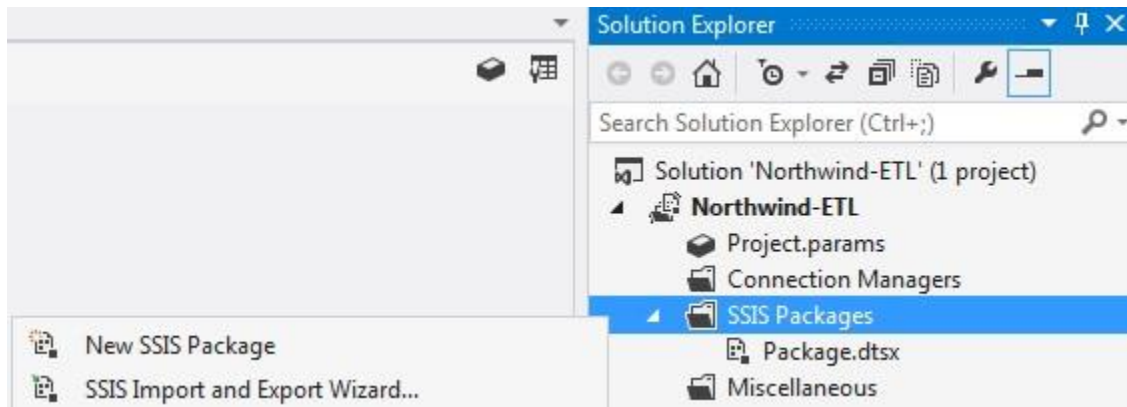 Solution Explorer
Search Solution Explorer (Ctrl+;)
Solution 'Northwind-ETL' (1 project)
Northwind-ETL
Project.params
Connection Managers
SSIS Packages
Package.dtsx
Miscellaneous
New SSIS Package
SSIS Import and Export Wizard...